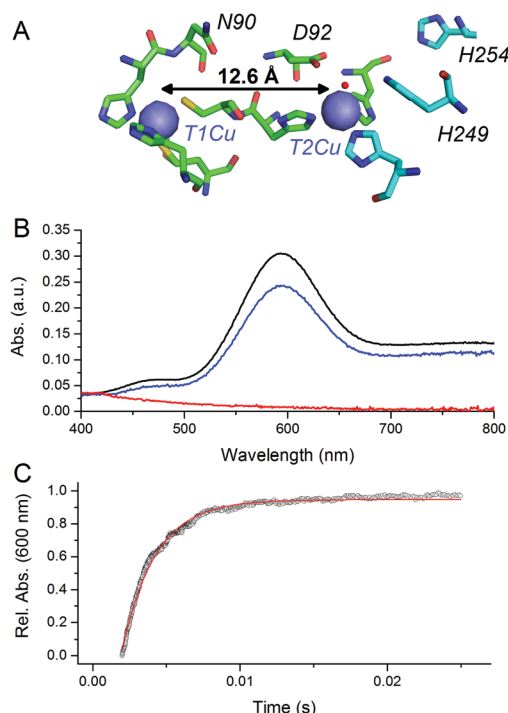 A
N90
D92
H254
12.6 Å
H249
T1Cu
T2Cu
B
Abs. (a.u.)
0.35
0.30
0.25
0.20
0.15
0.10
0.05
0.00
400 500 600 700 800
Wavelength (nm)
C
Rel. Abs. (600 nm)
1.0
0.8
0.6
0.4
0.2
0.0
0.00 0.01 0.02
Time (s)